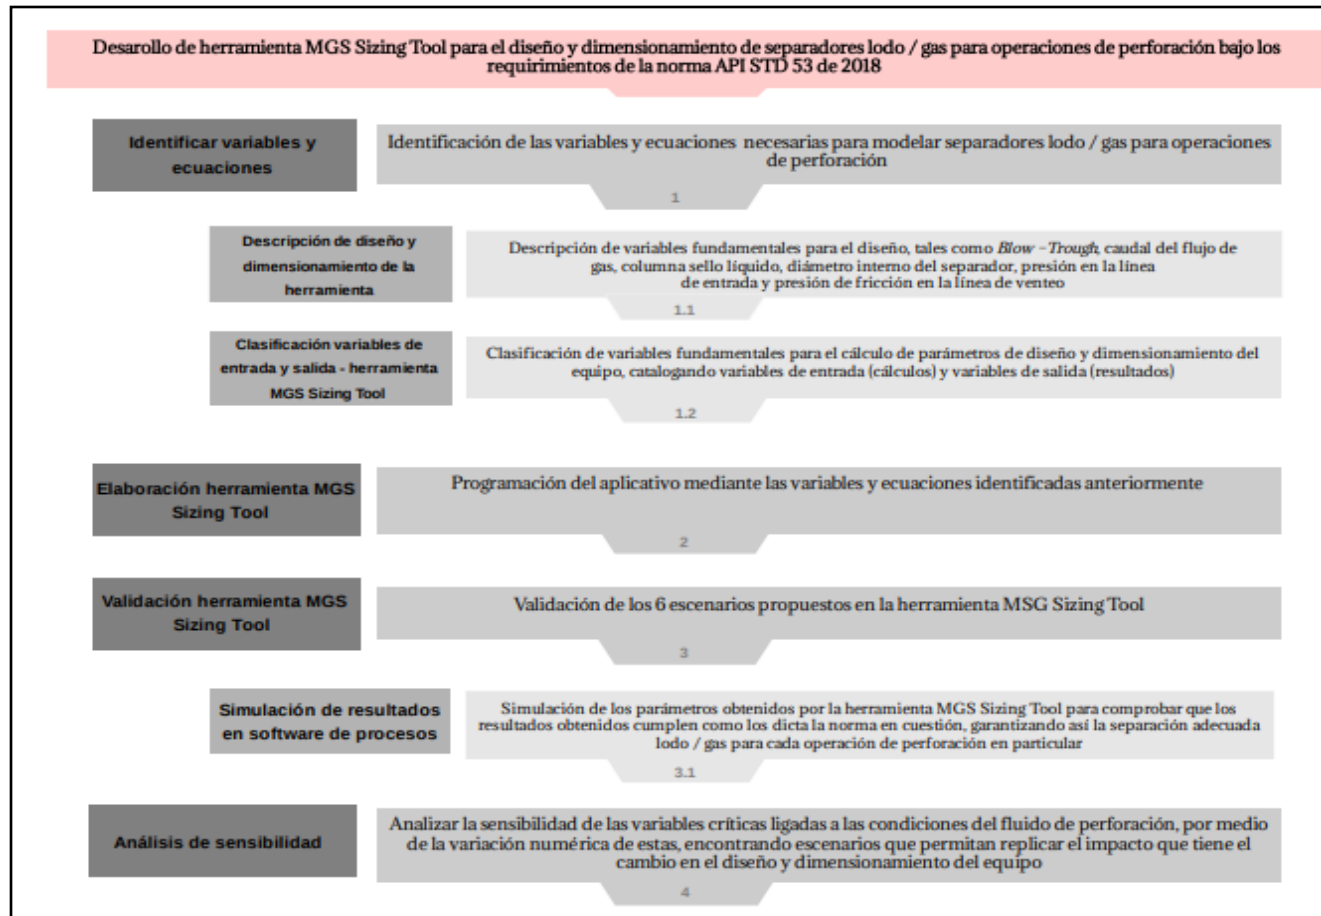 Desarollo de herramienta MGS Sizing Tool para el diseño y dimensionamiento de separadores lodo / gas para operaciones de perforación bajo los
requirimientos de la norma API STD 53 de 2018
Identificar variables y
ecuaciones
Identificación de las variables y ecuaciones necesarias para modelar separadores lodo / gas para operaciones
de perforación
1
Descripción de diseño y
dimensionamiento de la
herramienta
Descripción de variables fundamentales para el diseño, tales como Blow – Trough, caudal del flujo de
gas, columna sello líquido, diámetro interno del separador, presión en la línea
de entrada y presión de fricción en la línea de venteo
1.1
Clasificación variables de
entrada y salida - herramienta
MGS Sizing Tool
Clasificación de variables fundamentales para el cálculo de parámetros de diseño y dimensionamiento del
equipo, catalogando variables de entrada (cálculos) y variables de salida (resultados)
1.2
Elaboración herramienta MGS
Sizing Tool
Programación del aplicativo mediante las variables y ecuaciones identificadas anteriormente
2
Validación herramienta MGS
Sizing Tool
Validación de los 6 escenarios propuestos en la herramienta MSG Sizing Tool
3
Simulación de resultados
en software de procesos
Simulación de los parámetros obtenidos por la herramienta MGS Sizing Tool para comprobar que los
resultados obtenidos cumplen como los dicta la norma en cuestión, garantizando así la separación adecuada
lodo / gas para cada operación de perforación en particular
3.1
Análisis de sensibilidad
Analizar la sensibilidad de las variables críticas ligadas a las condiciones del fluido de perforación, por medio
de la variación numérica de estas, encontrando escenarios que permitan replicar el impacto que tiene el
cambio en el diseño y dimensionamiento del equipo
4